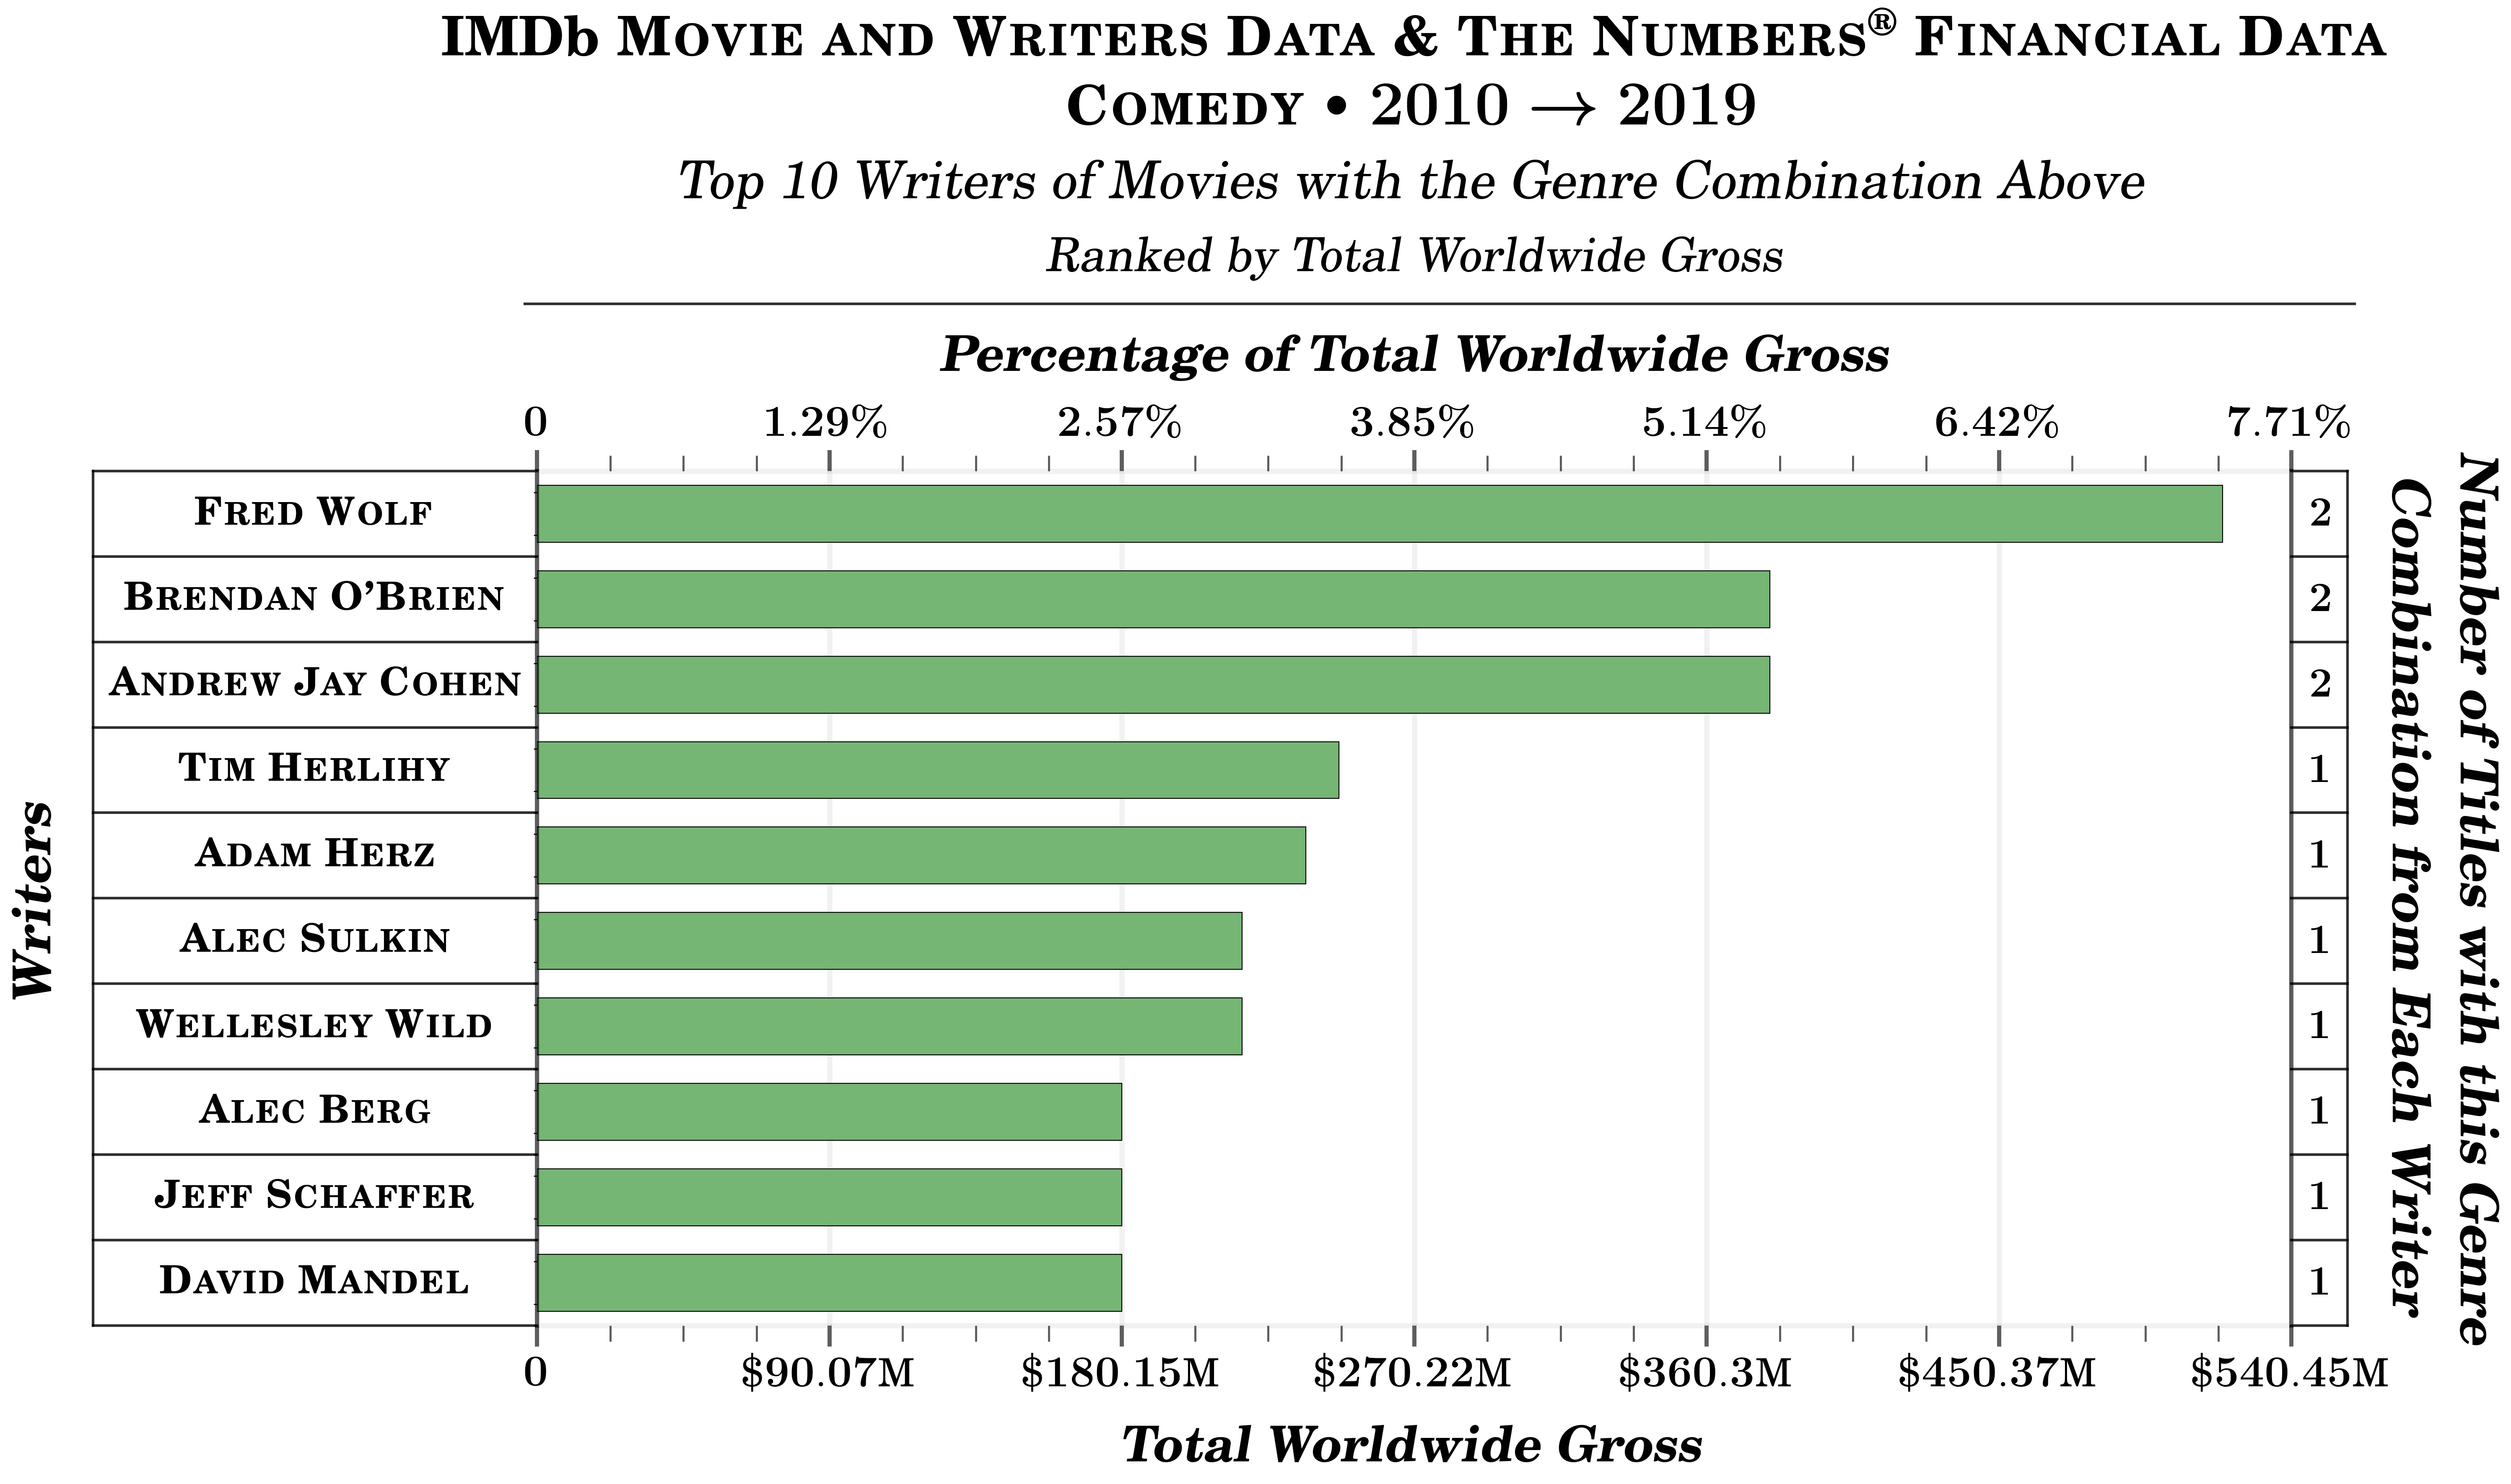 IMDb Movie and Writers Data & The Numbers® Financial Data
Comedy • 2010 → 2019
Top 10 Writers of Movies with the Genre Combination Above
Ranked by Total Worldwide Gross
Percentage of Total Worldwide Gross
0 1.29% 2.57% 3.85% 5.14% 6.42% 7.71%
Writers
Fred Wolf 2
Brendan O’Brien 2
Andrew Jay Cohen 2
Tim Herlihy 1
Adam Herz 1
Alec Sulkin 1
Wellesley Wild 1
Alec Berg 1
Jeff Schaffer 1
David Mandel 1
Number of Titles with this Genre
Combination from Each Writer
0 $90.07M $180.15M $270.22M $360.3M $450.37M $540.45M
Total Worldwide Gross